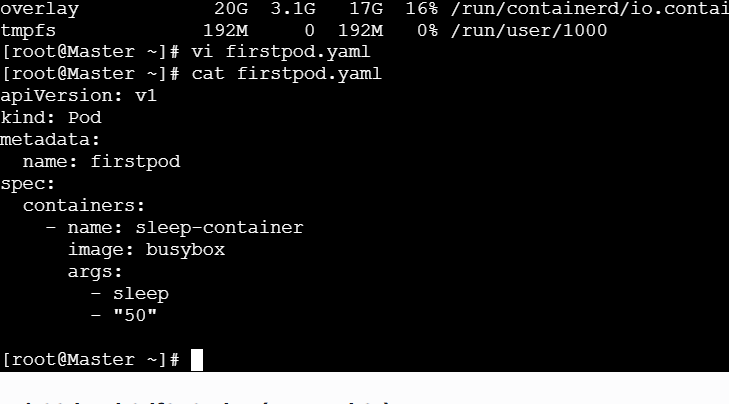 overlay 20G 3.1G 17G 16% /run/containerd/io.contai
tmpfs 192M 0 192M 0% /run/user/1000
[root@Master ~]# vi firstpod.yaml
[root@Master ~]# cat firstpod.yaml
apiVersion: v1
kind: Pod
metadata:
  name: firstpod
spec:
  containers:
    - name: sleep-container
      image: busybox
      args:
        - sleep
        - "50"
[root@Master ~]#